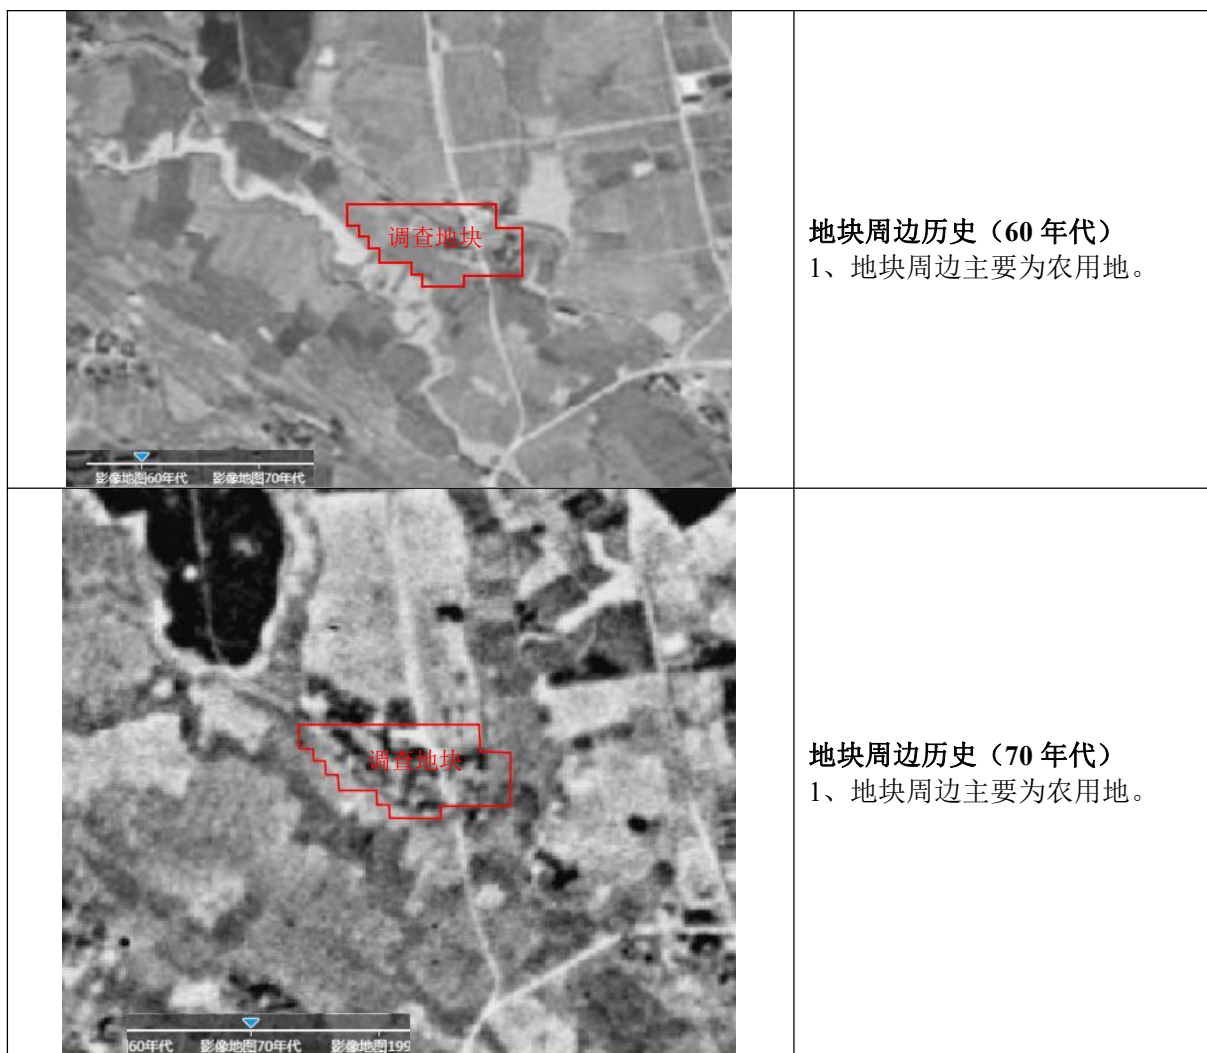 调查地块
影像地图60年代 影像地图70年代
地块周边历史（60 年代）
1、地块周边主要为农用地。
调查地块
60年代 影像地图70年代 影像地图199
地块周边历史（70 年代）
1、地块周边主要为农用地。